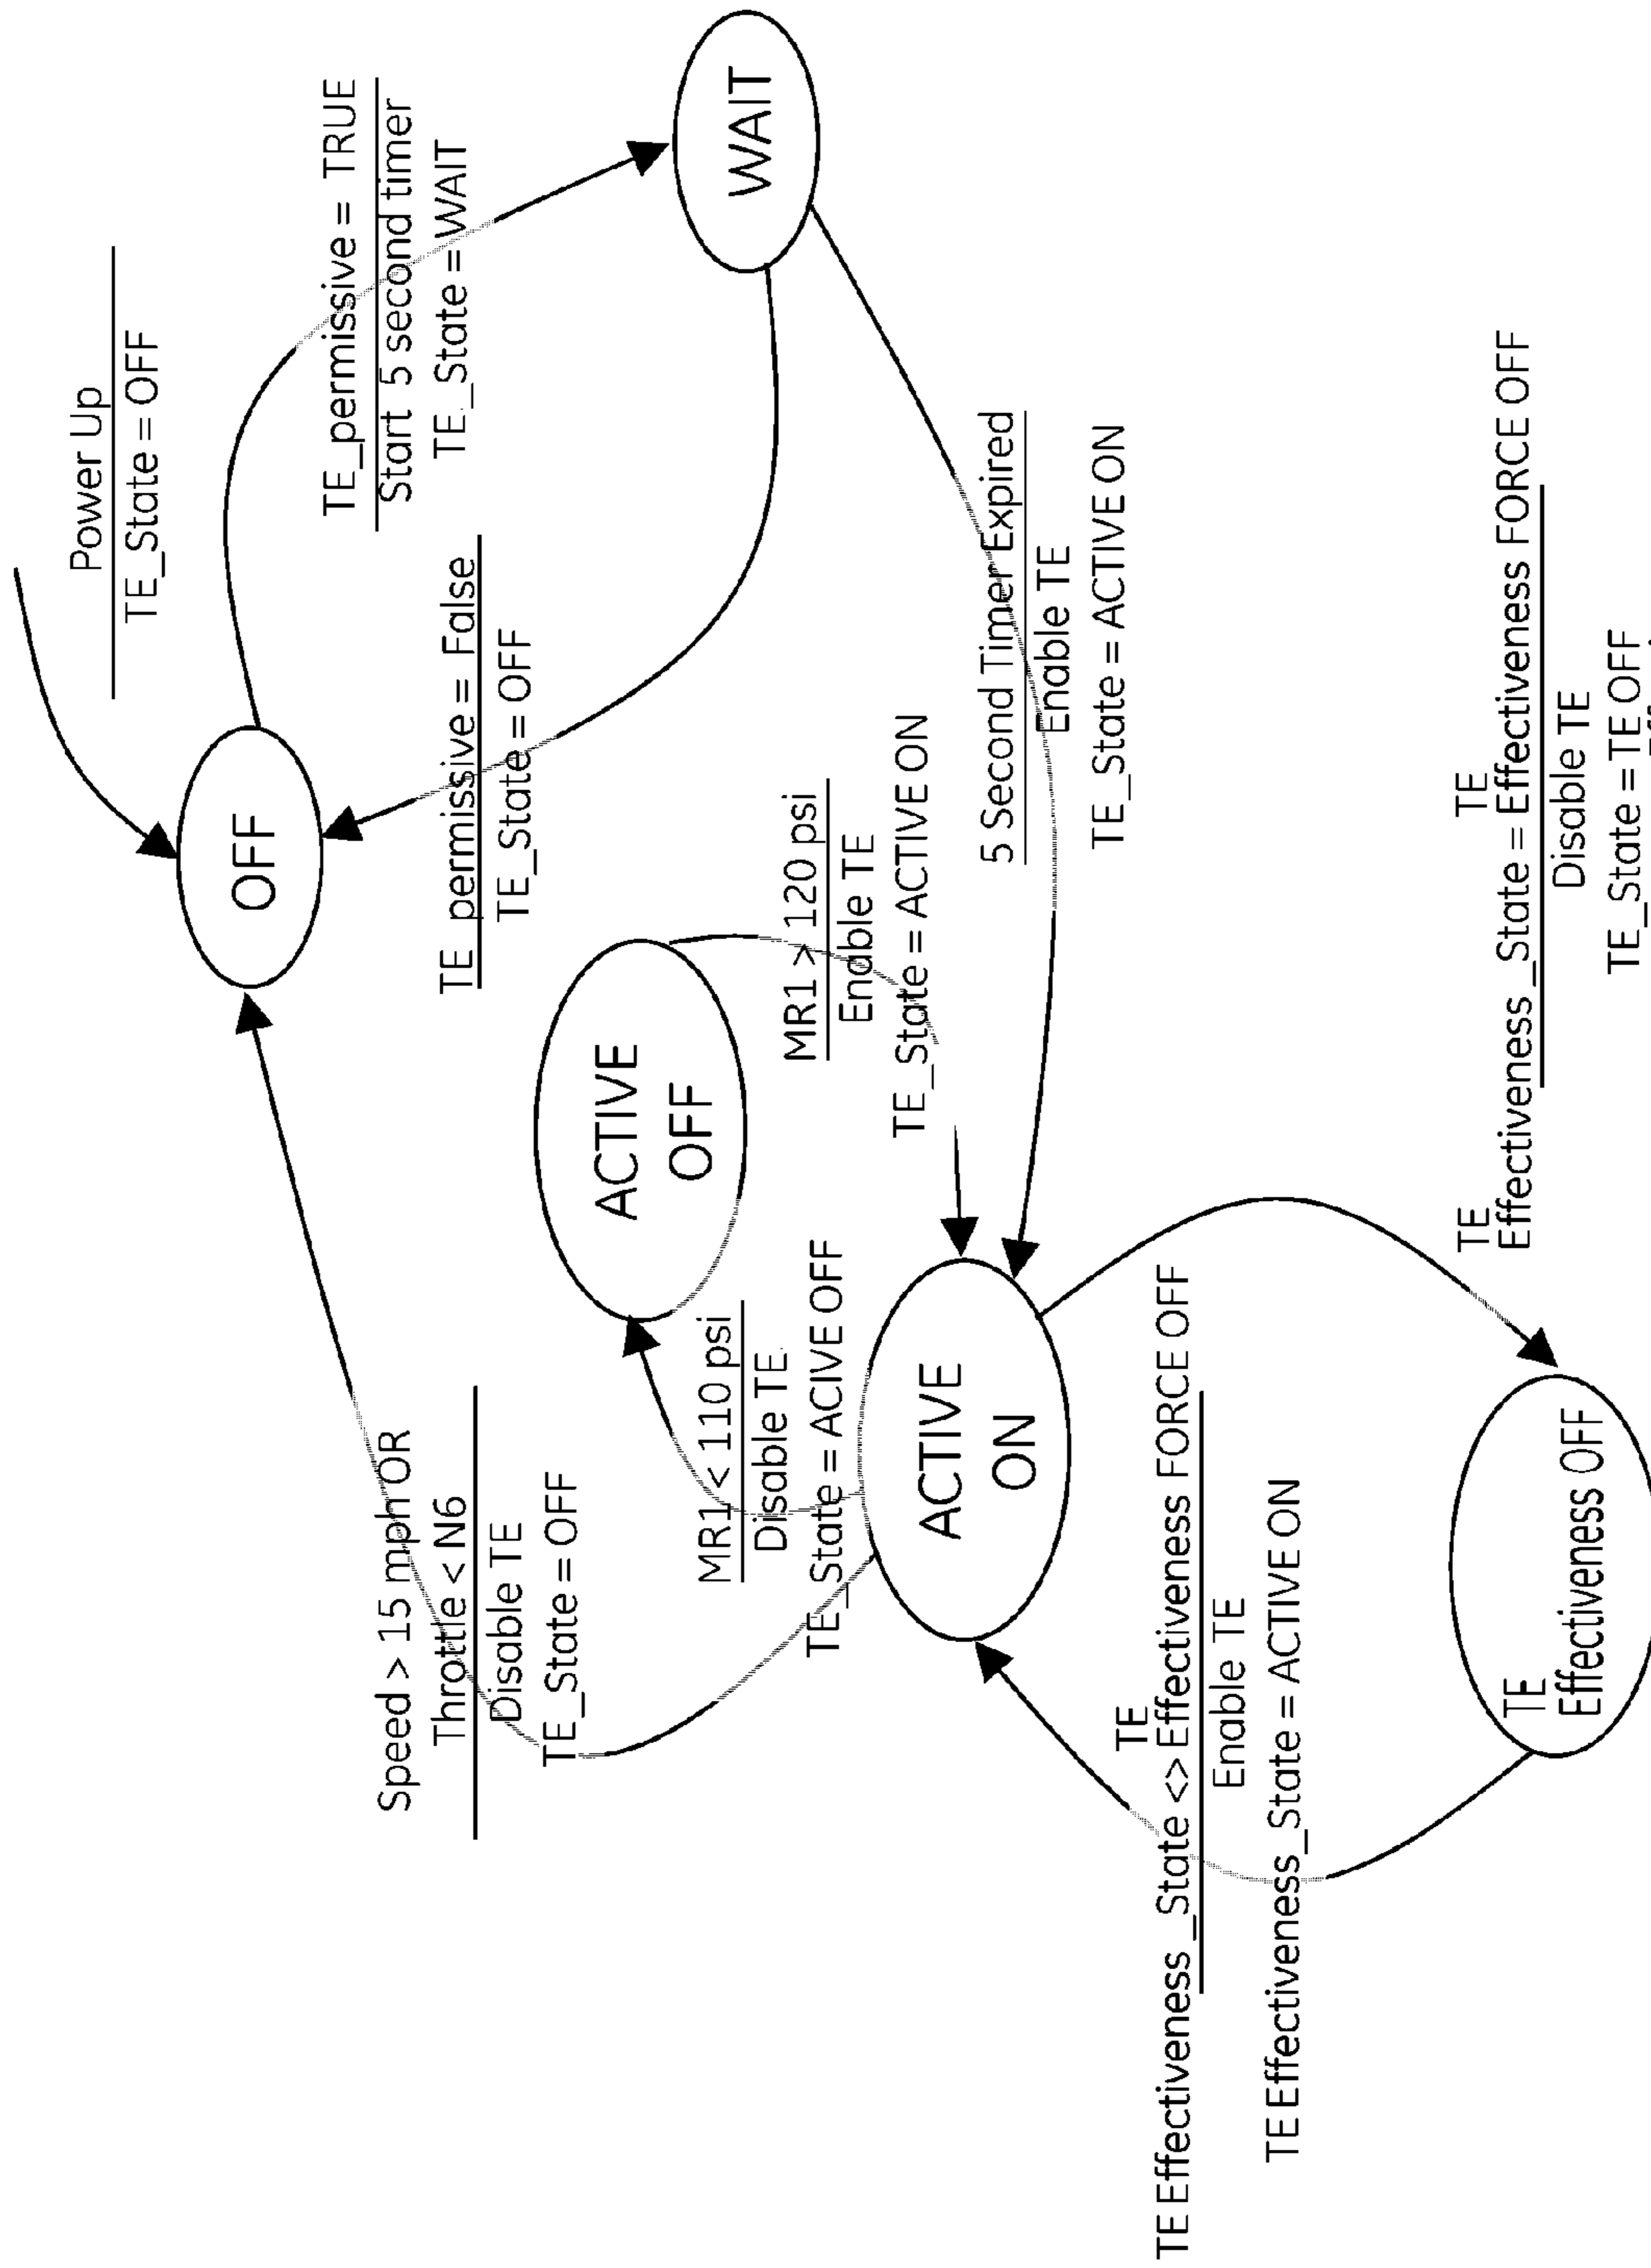 Power Up
TE_State = OFF
OFF
TE_permissive = TRUE
Start 5 second timer
TE_State = WAIT
WAIT
TE_permissive = False
TE_State = OFF
Speed > 15 mph OR
Throttle < N6
Disable TE
TE_State = OFF
ACTIVE
OFF
MR1 > 120 psi
Enable TE
TE_State = ACTIVE ON
MR1 < 110 psi
Disable TE
TE_State = ACIVE OFF
5 Second Timer Expired
Enable TE
TE_State = ACTIVE ON
ACTIVE
ON
TE
TE Effectiveness_State <> Effectiveness FORCE OFF
Enable TE
TE Effectiveness_State = ACTIVE ON
TE
TE
Effectiveness_State = Effectiveness FORCE OFF
Disable TE
TE_State = TE OFF
TE
Effectiveness OFF